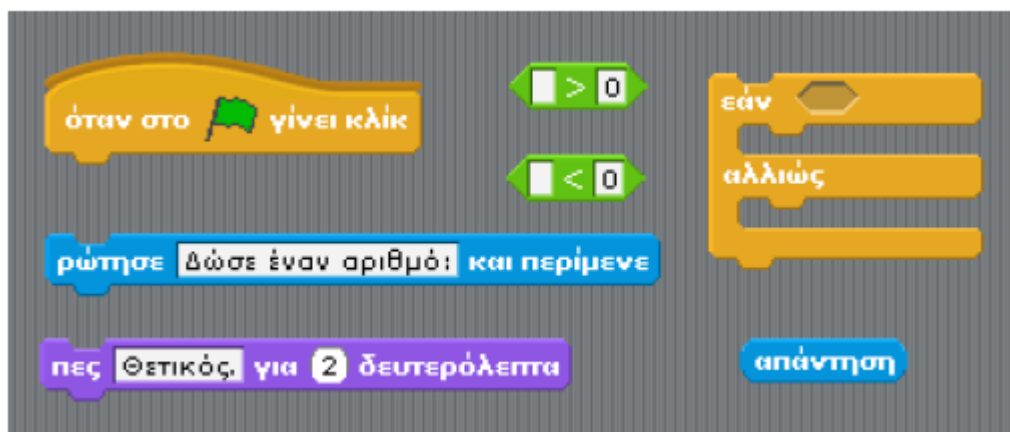 όταν στο γίνει κλίκ
> 0
< 0
εάν
αλλιώς
ρώτησε Δώσε έναν αριθμό: και περίμενε
πες Θετικός. για 2 δευτερόλεπτα
απάντηση